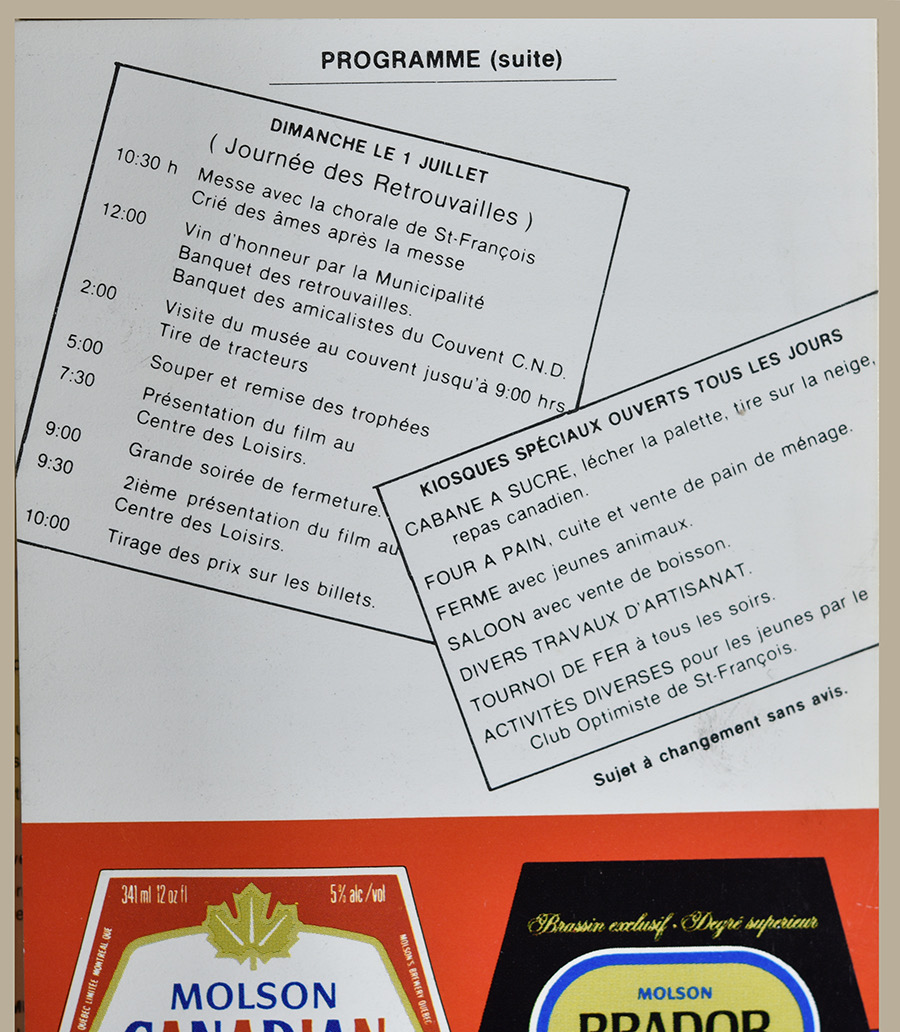 PROGRAMME (suite)
DIMANCHE LE 1 JUILLET
( Journée des Retrouvailles )
10:30 h Messe avec la chorale de St-François
Crié des âmes après la messe
12:00 Vin d'honneur par la Municipalité
Banquet des retrouvailles.
Banquet des amicalistes du Couvent C.N.D.
2:00 Visite du musée au couvent jusqu'à 9:00 hrs.
Tire de tracteurs
5:00 Souper et remise des trophées
7:30 Présentation du film au
Centre des Loisirs.
9:00 Grande soirée de fermeture.
9:30 2ième présentation du film au
Centre des Loisirs.
10:00 Tirage des prix sur les billets.
KIOSQUES SPÉCIAUX OUVERTS TOUS LES JOURS
CABANE A SUCRE, lécher la palette, tire sur la neige,
repas canadien.
FOUR A PAIN, cuite et vente de pain de ménage.
FERME avec jeunes animaux.
SALOON avec vente de boisson.
DIVERS TRAVAUX D'ARTISANAT.
TOURNOI DE FER à tous les soirs.
ACTIVITÉS DIVERSES pour les jeunes par le
Club Optimiste de St-François.
Sujet à changement sans avis.
341 ml 12 oz fl
5% alc/vol
QUÉBEC LIMITÉE MONTRÉAL QUE
MOLSON'S BREWERY QUEBEC
MOLSON
CANADIAN
Brassin exclusif · Degré superieur
MOLSON
BRADOR